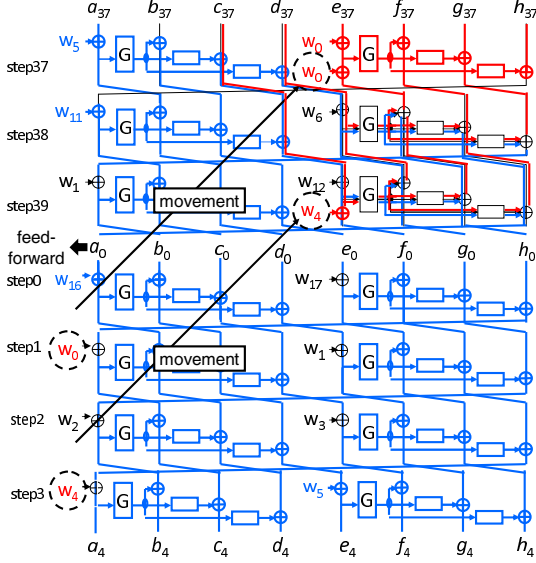 a37 b37 c37 d37 e37 f37 g37 h37
w5 G w0 G
step37 w0
w11 G w6 G
step38
w1 G w12 G
step39 movement w4
feed-
forward a0 b0 c0 d0 e0 f0 g0 h0
step0 w16 G w17 G
step1 w0 G movement w1 G
step2 w2 G w3 G
step3 w4 G w5 G
a4 b4 c4 d4 e4 f4 g4 h4